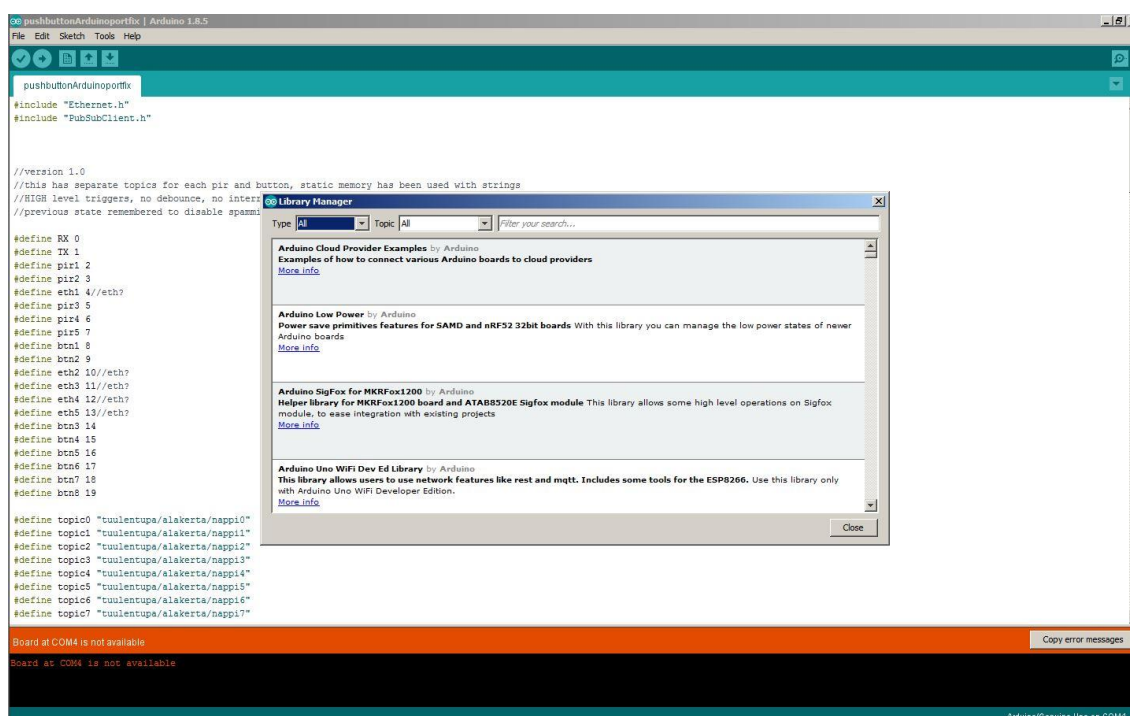 pushbuttonArduinoportfix | Arduino 1.8.5
File Edit Sketch Tools Help
pushbuttonArduinoportfix
#include "Ethernet.h"
#include "PubSubClient.h"
//version 1.0
//this has separate topics for each pir and button, static memory has been used with strings
//HIGH level triggers, no debounce, no
//previous state remembered to disable
#define RX 0
#define TX 1
#define pir1 2
#define pir2 3
#define eth1 4//eth?
#define pir3 5
#define pir4 6
#define pir5 7
#define btn1 8
#define btn2 9
#define eth2 10//eth?
#define eth3 11//eth?
#define eth4 12//eth?
#define eth5 13//eth?
#define btn3 14
#define btn4 15
#define btn5 16
#define btn6 17
#define btn7 18
#define btn8 19
#define topic0 "tuulentupa/alakerta/nappi0"
#define topic1 "tuulentupa/alakerta/nappi1"
#define topic2 "tuulentupa/alakerta/nappi2"
#define topic3 "tuulentupa/alakerta/nappi3"
#define topic4 "tuulentupa/alakerta/nappi4"
#define topic5 "tuulentupa/alakerta/nappi5"
#define topic6 "tuulentupa/alakerta/nappi6"
#define topic7 "tuulentupa/alakerta/nappi7"
Library Manager
Type All Topic All Filter your search...
Arduino Cloud Provider Examples by Arduino
Examples of how to connect various Arduino boards to cloud providers
More info
Arduino Low Power by Arduino
Power save primitives features for SAMD and nRF52 32bit boards With this library you can manage the low power states of newer
Arduino boards
More info
Arduino SigFox for MKRFox1200 by Arduino
Helper library for MKRFox1200 board and ATAB8520E Sigfox module This library allows some high level operations on Sigfox
module, to ease integration with existing projects
More info
Arduino Uno WiFi Dev Ed Library by Arduino
This library allows users to use network features like rest and mqtt. Includes some tools for the ESP8266. Use this library only
with Arduino Uno WiFi Developer Edition.
More info
Close
Board at COM4 is not available
Copy error messages
Board at COM4 is not available